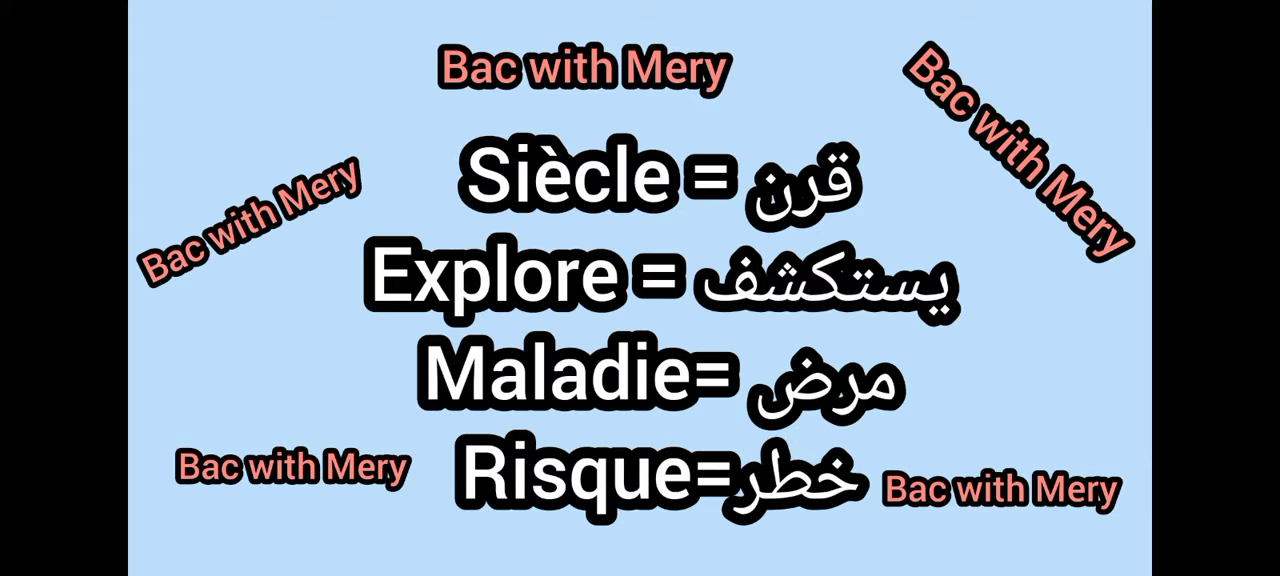 Bac with Mery
Bac with Mery
Siècle = قرن
Bac with Mery
Explore = يستكشف
Maladie= مرض
Risque=خطر
Bac with Mery
Bac with Mery